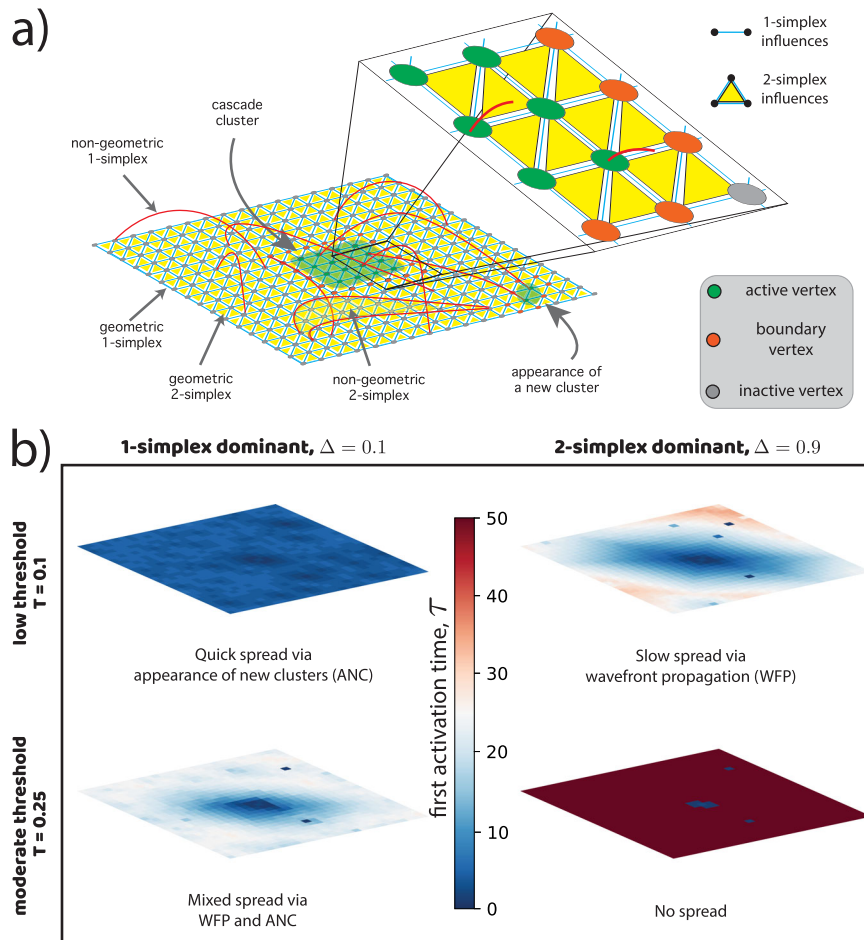 a)
1-simplex
influences
2-simplex
influences
cascade
cluster
non-geometric
1-simplex
geometric
1-simplex
geometric
2-simplex
non-geometric
2-simplex
appearance of
a new cluster
active vertex
boundary
vertex
inactive vertex
b)
1-simplex dominant, Δ = 0.1
2-simplex dominant, Δ = 0.9
low threshold
T = 0.1
Quick spread via
appearance of new clusters (ANC)
50
40
30
20
10
0
first activation time, 𝒯
Slow spread via
wavefront propagation (WFP)
moderate threshold
T = 0.25
Mixed spread via
WFP and ANC
No spread